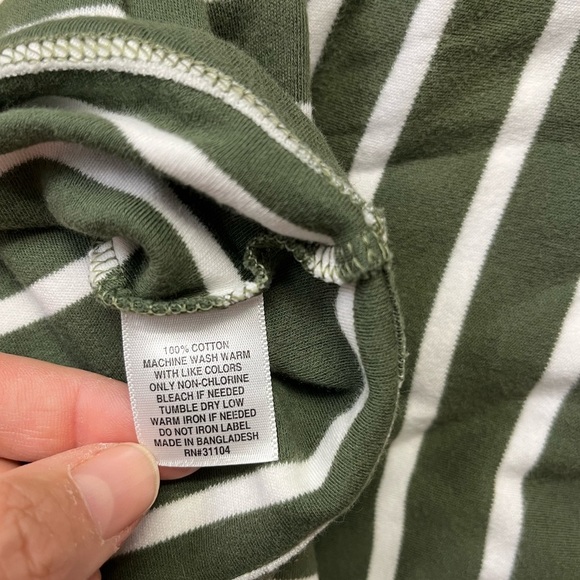 100% COTTON
MACHINE WASH WARM
WITH LIKE COLORS
ONLY NON-CHLORINE
BLEACH IF NEEDED
TUMBLE DRY LOW
WARM IRON IF NEEDED
DO NOT IRON LABEL
MADE IN BANGLADESH
RN#31104